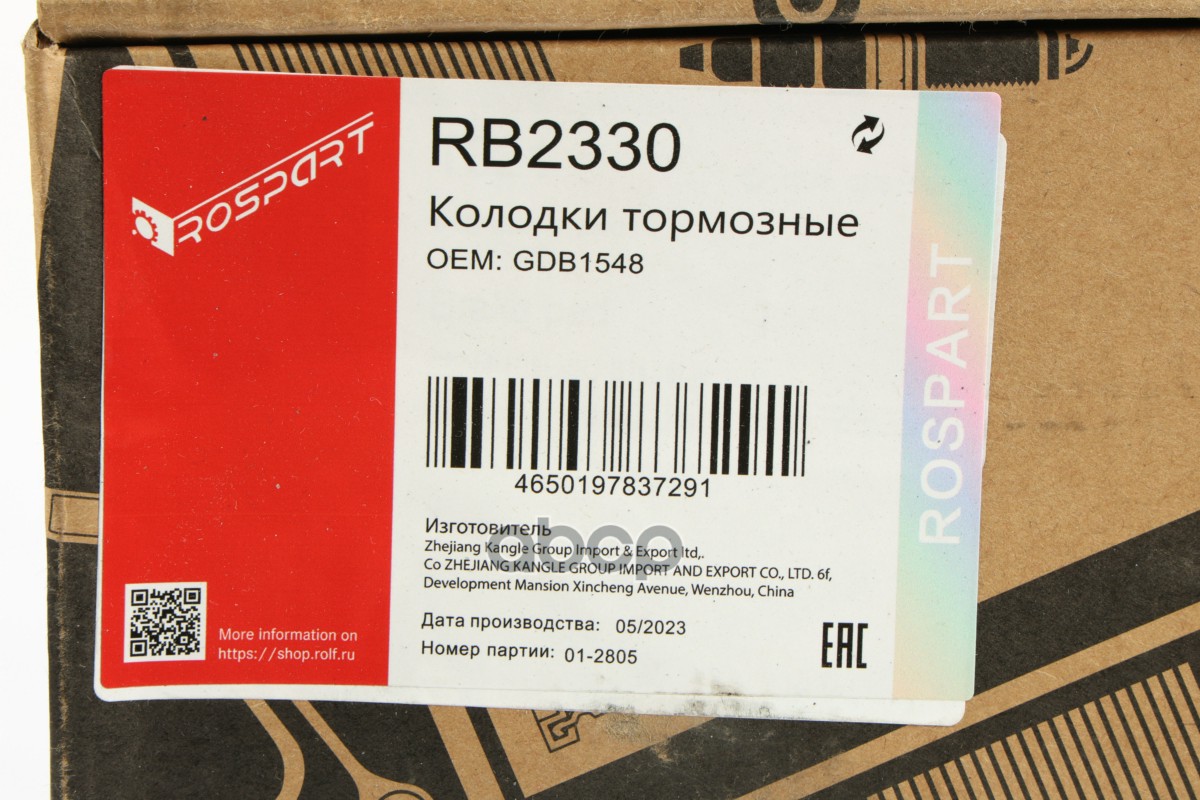 ROSPART
RB2330
Колодки тормозные
OEM: GDB1548
4650197837291
Изготовитель
Zhejiang Kangle Group Import & Export ltd,.
Co ZHEJIANG KANGLE GROUP IMPORT AND EXPORT CO., LTD. 6f,
Development Mansion Xincheng Avenue, Wenzhou, China
Дата производства: 05/2023
Номер партии: 01-2805
EAC
More information on
https://shop.rolf.ru
ROSPART
abcp